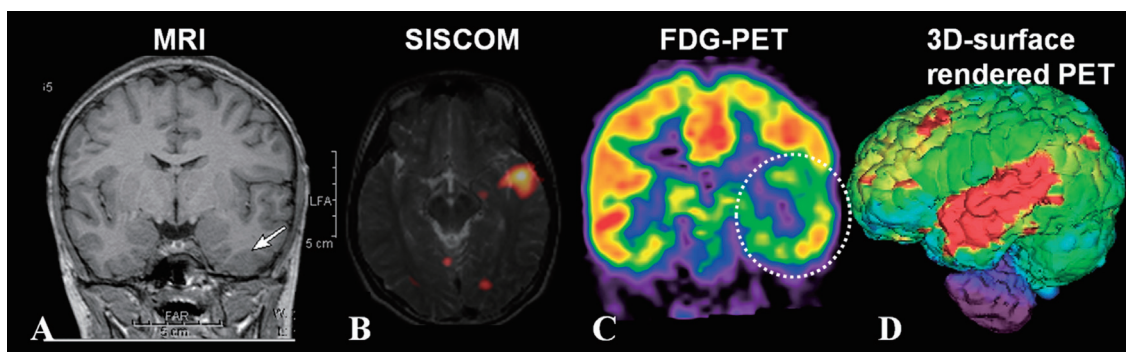 MRI
SISCOM
FDG-PET
3D-surface
rendered PET
LFA
5 cm
FAR
5 cm
A
B
C
D